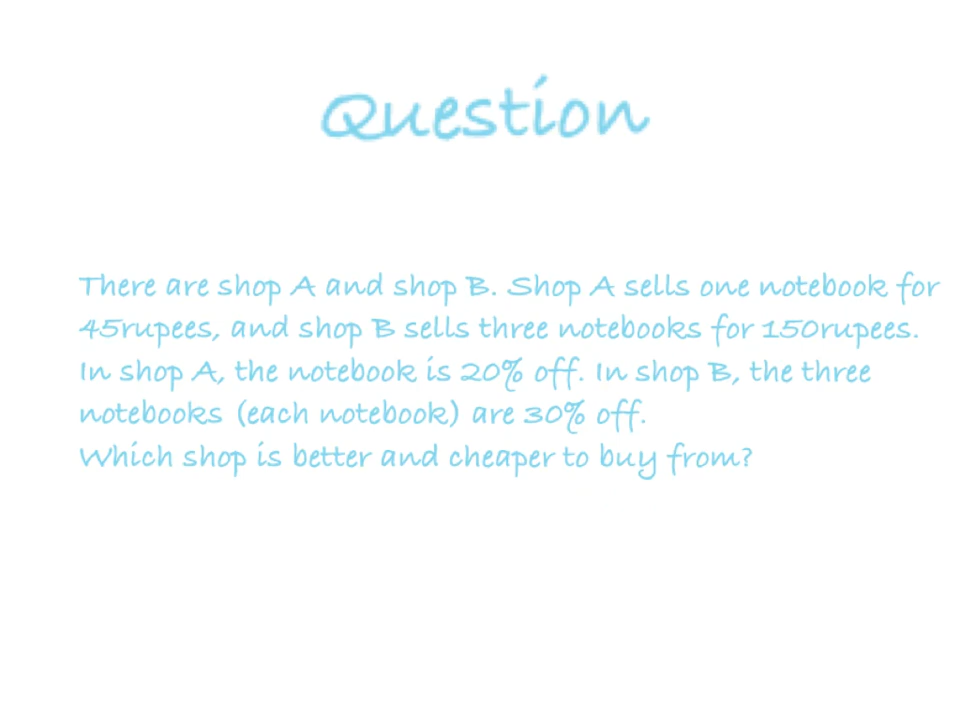 Question
There are shop A and shop B. Shop A sells one notebook for
45rupees, and shop B sells three notebooks for 150rupees.
In shop A, the notebook is 20% off. In shop B, the three
notebooks (each notebook) are 30% off.
Which shop is better and cheaper to buy from?